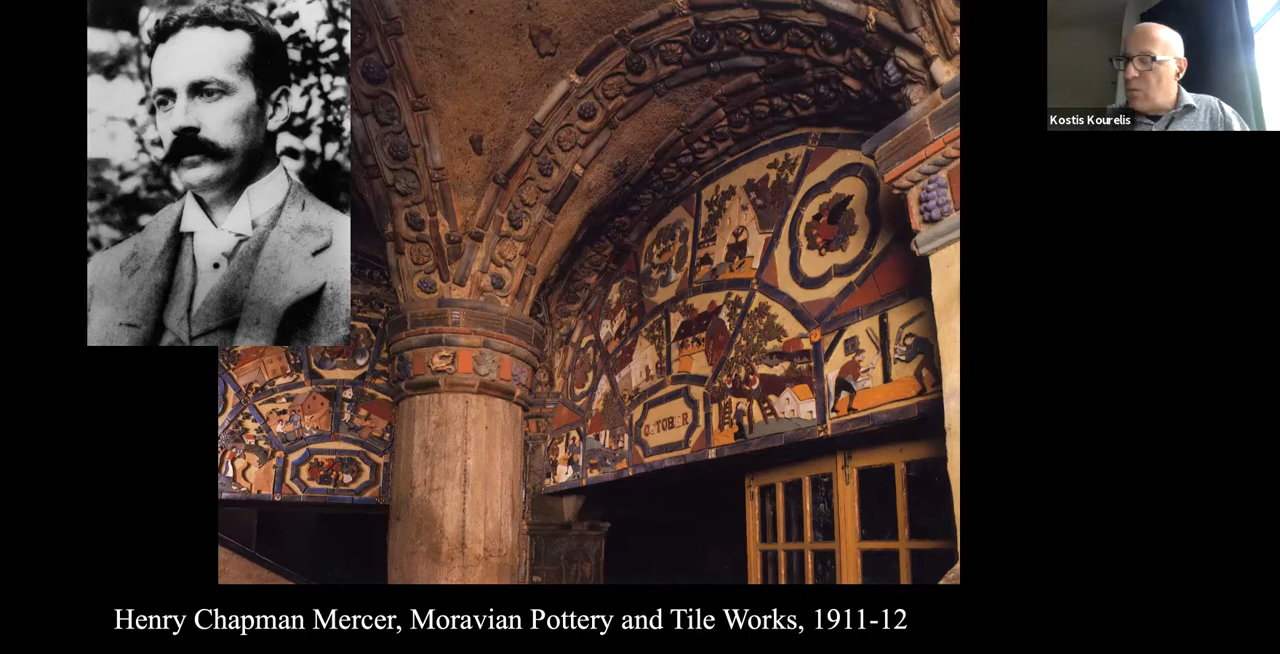 Kostis Kourelis
OCTOBER
Henry Chapman Mercer, Moravian Pottery and Tile Works, 1911-12